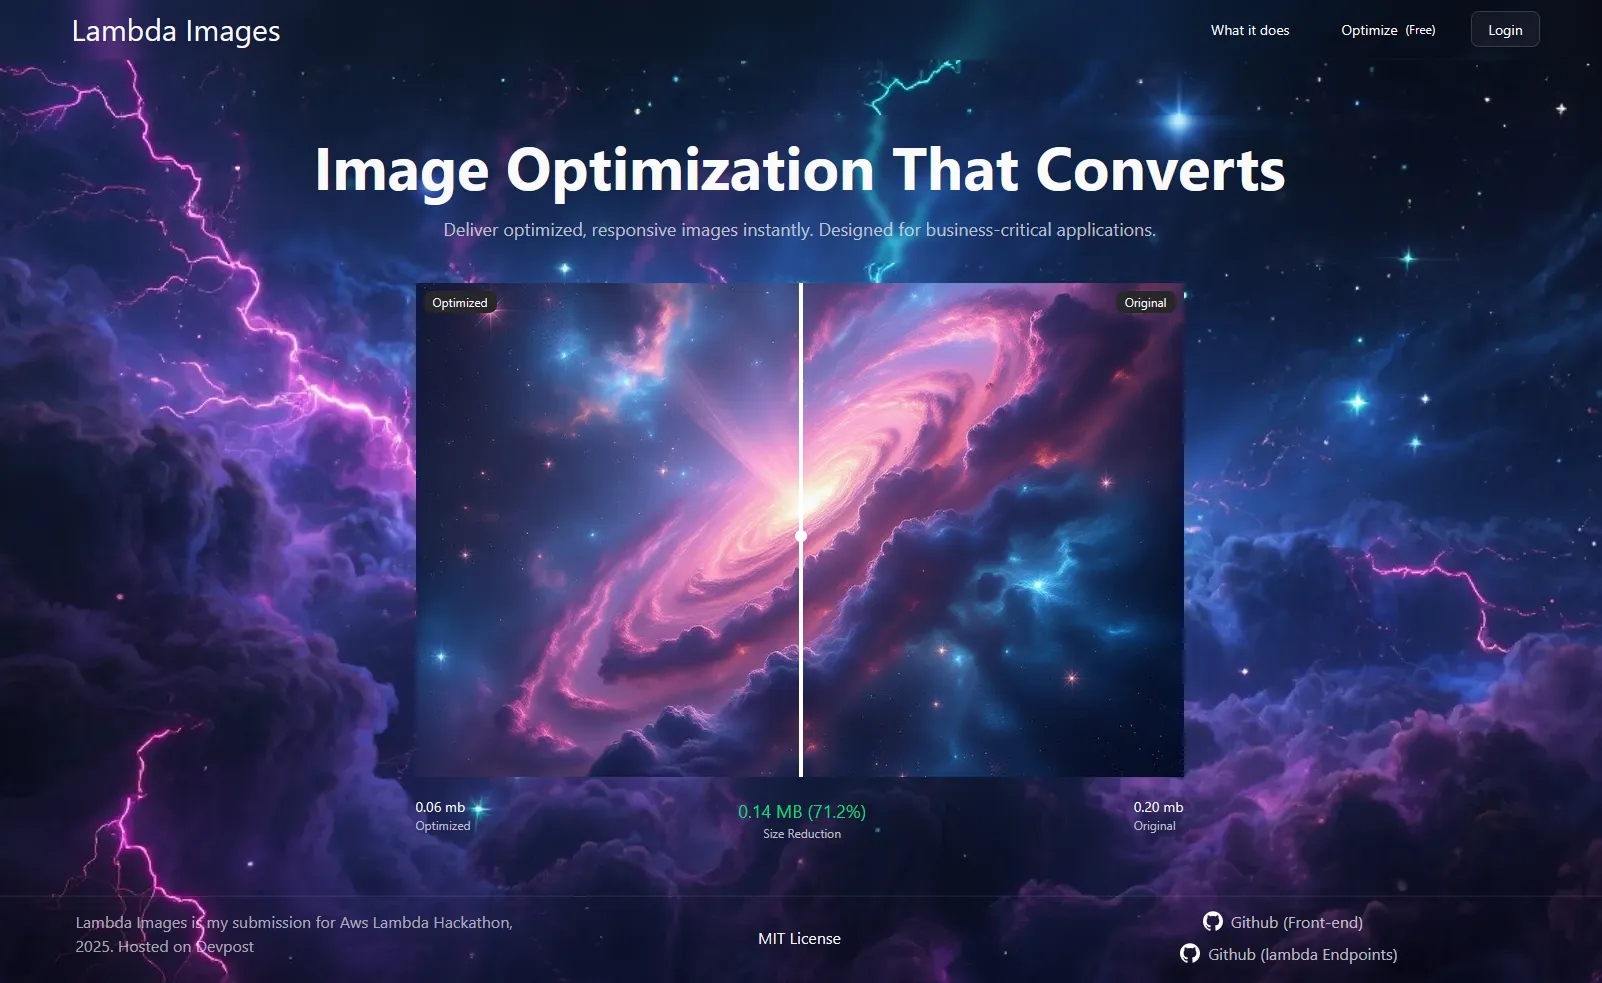 Lambda Images
What it does
Optimize (Free)
Login
Image Optimization That Converts
Deliver optimized, responsive images instantly. Designed for business-critical applications.
Optimized
Original
0.06 mb
Optimized
0.14 MB (71.2%)
Size Reduction
0.20 mb
Original
Lambda Images is my submission for Aws Lambda Hackathon,
2025. Hosted on Devpost
MIT License
Github (Front-end)
Github (lambda Endpoints)